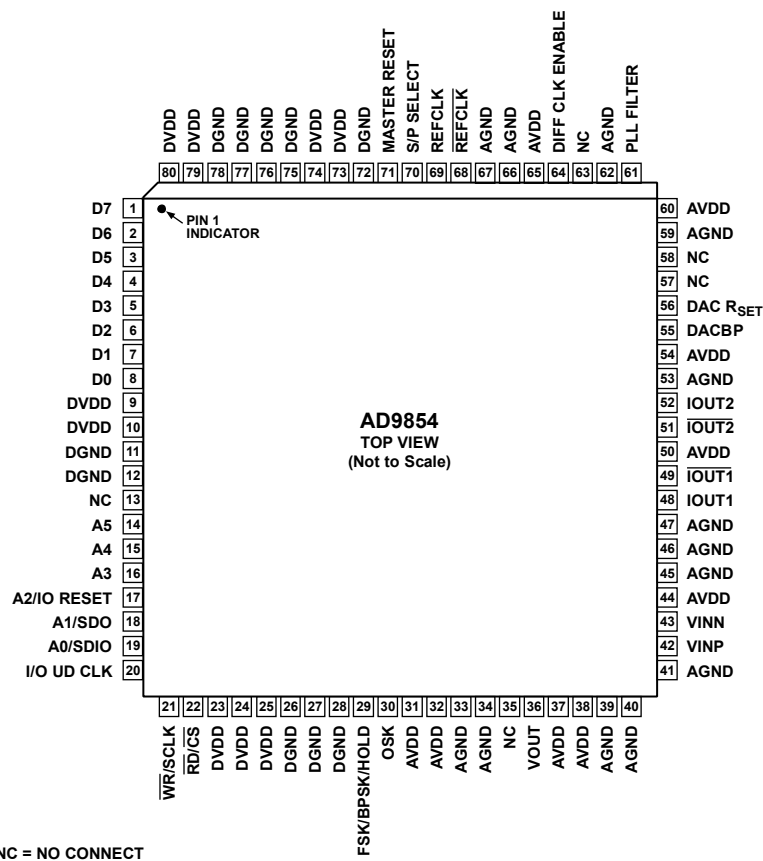 DVDD
DVDD
DGND
DGND
DGND
DGND
DVDD
DVDD
DGND
MASTER RESET
S/P SELECT
REFCLK
REFCLK
AGND
AGND
AVDD
DIFF CLK ENABLE
NC
AGND
PLL FILTER
80 79 78 77 76 75 74 73 72 71 70 69 68 67 66 65 64 63 62 61
D7 1
D6 2
D5 3
D4 4
D3 5
D2 6
D1 7
D0 8
DVDD 9
DVDD 10
DGND 11
DGND 12
NC 13
A5 14
A4 15
A3 16
A2/IO RESET 17
A1/SDO 18
A0/SDIO 19
I/O UD CLK 20
PIN 1
INDICATOR
AD9854
TOP VIEW
(Not to Scale)
60 AVDD
59 AGND
58 NC
57 NC
56 DAC RSET
55 DACBP
54 AVDD
53 AGND
52 IOUT2
51 IOUT2
50 AVDD
49 IOUT1
48 IOUT1
47 AGND
46 AGND
45 AGND
44 AVDD
43 VINN
42 VINP
41 AGND
21 22 23 24 25 26 27 28 29 30 31 32 33 34 35 36 37 38 39 40
WR/SCLK
RD/CS
DVDD
DVDD
DVDD
DGND
DGND
DGND
FSK/BPSK/HOLD
OSK
AVDD
AVDD
AGND
AGND
NC
VOUT
AVDD
AVDD
AGND
AGND
NC = NO CONNECT